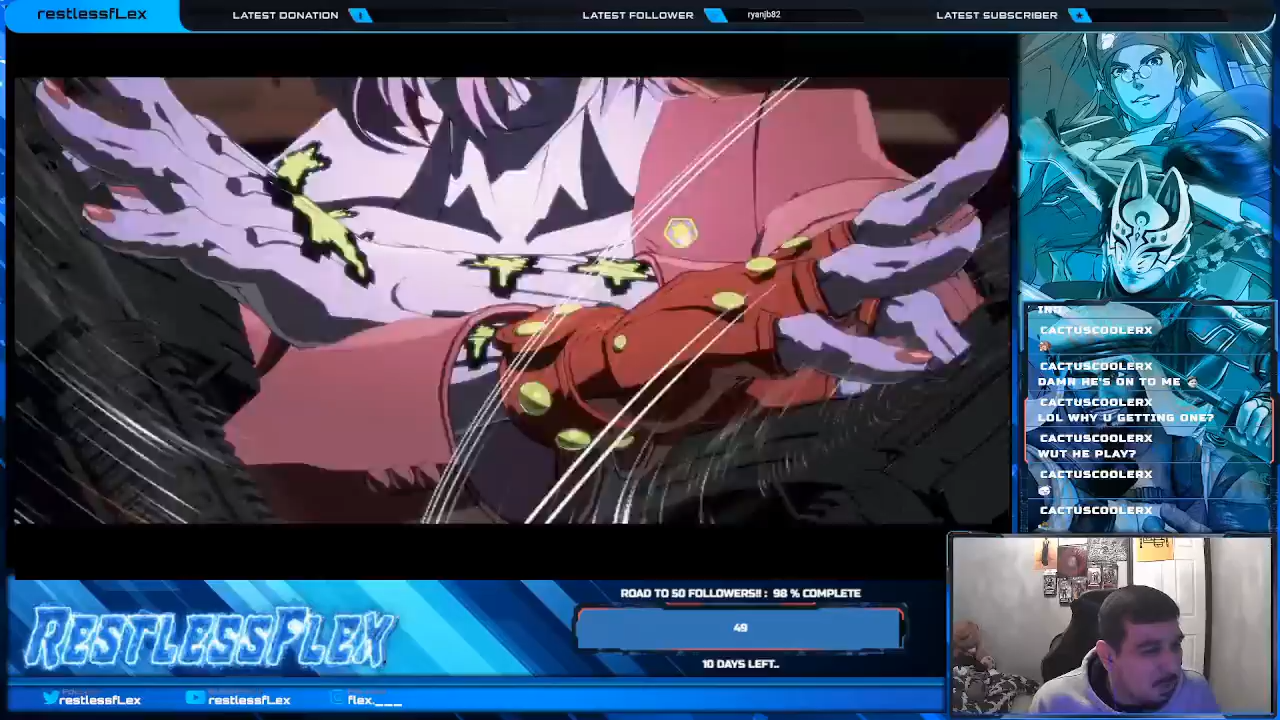 restlessfLex
LATEST DONATION
LATEST FOLLOWER
ryanjb82
LATEST SUBSCRIBER
CACTUSCOOLERX
CACTUSCOOLERX
DAMN HE'S ON TO ME
CACTUSCOOLERX
LOL WHY U GETTING ONE?
CACTUSCOOLERX
WUT HE PLAY?
CACTUSCOOLERX
CACTUSCOOLERX
ROAD TO 50 FOLLOWERS!! : 98 % COMPLETE
49
10 DAYS LEFT..
RESTLESSFLEX
restlessfLex
restlessfLex
flex.___